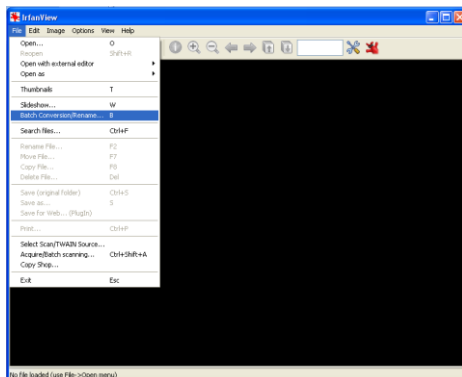 IrfanView
File Edit Image Options View Help
Open... O
Reopen Shift+R
Open with external editor
Open as
Thumbnails T
Slideshow... W
Batch Conversion/Rename... B
Search files... Ctrl+F
Rename File... F2
Move File... F7
Copy File... F8
Delete File... Del
Save (original folder) Ctrl+S
Save as... S
Save for Web... (PlugIn)
Print... Ctrl+P
Select Scan/TWAIN Source...
Acquire/Batch scanning... Ctrl+Shift+A
Copy Shop...
Exit Esc
No file loaded (use File->Open menu)